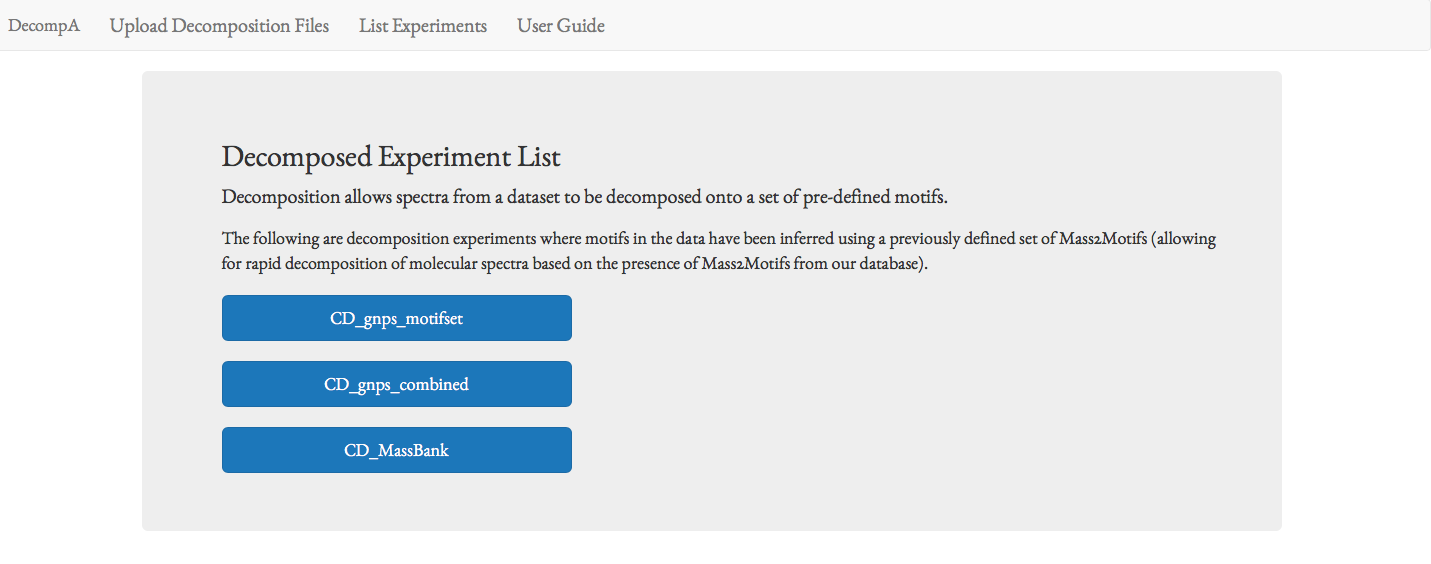 DecompA Upload Decomposition Files List Experiments User Guide
Decomposed Experiment List
Decomposition allows spectra from a dataset to be decomposed onto a set of pre-defined motifs.
The following are decomposition experiments where motifs in the data have been inferred using a previously defined set of Mass2Motifs (allowing
for rapid decomposition of molecular spectra based on the presence of Mass2Motifs from our database).
CD_gnps_motifset
CD_gnps_combined
CD_MassBank